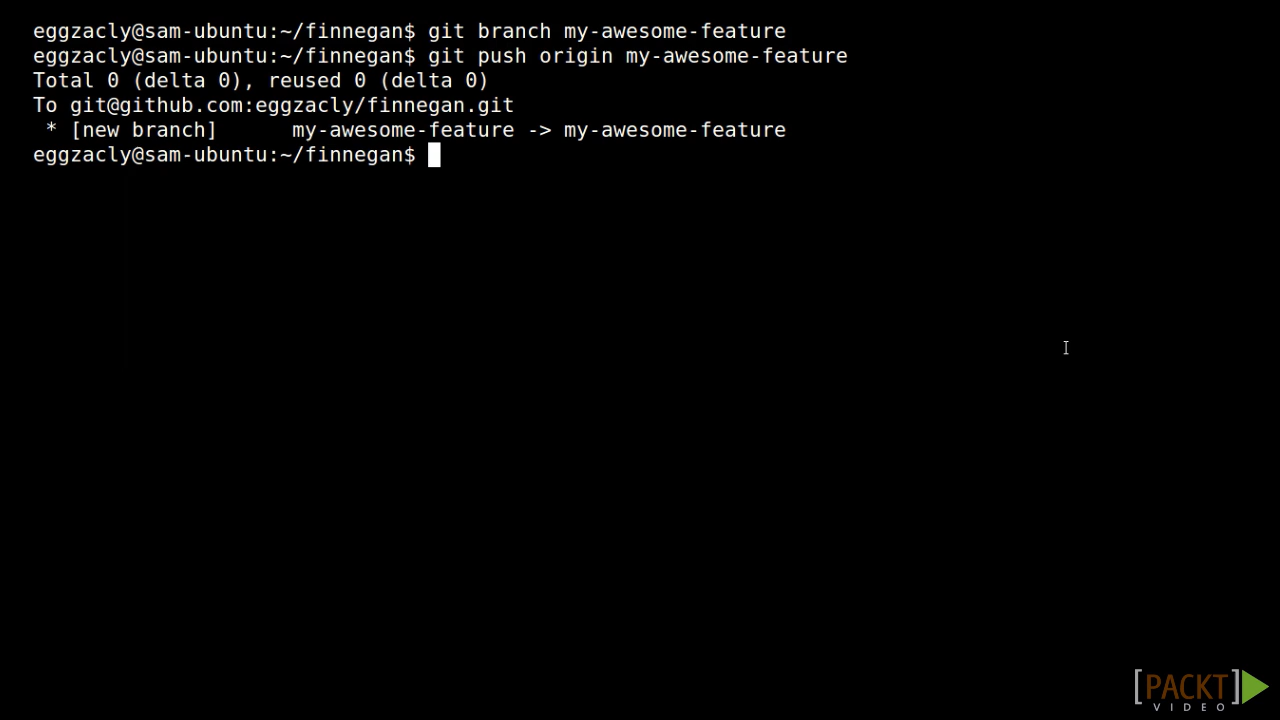 eggzacly@sam-ubuntu:~/finnegan$ git branch my-awesome-feature
eggzacly@sam-ubuntu:~/finnegan$ git push origin my-awesome-feature
Total 0 (delta 0), reused 0 (delta 0)
To git@github.com:eggzacly/finnegan.git
 * [new branch]      my-awesome-feature -> my-awesome-feature
eggzacly@sam-ubuntu:~/finnegan$
[PACKT]
VIDEO